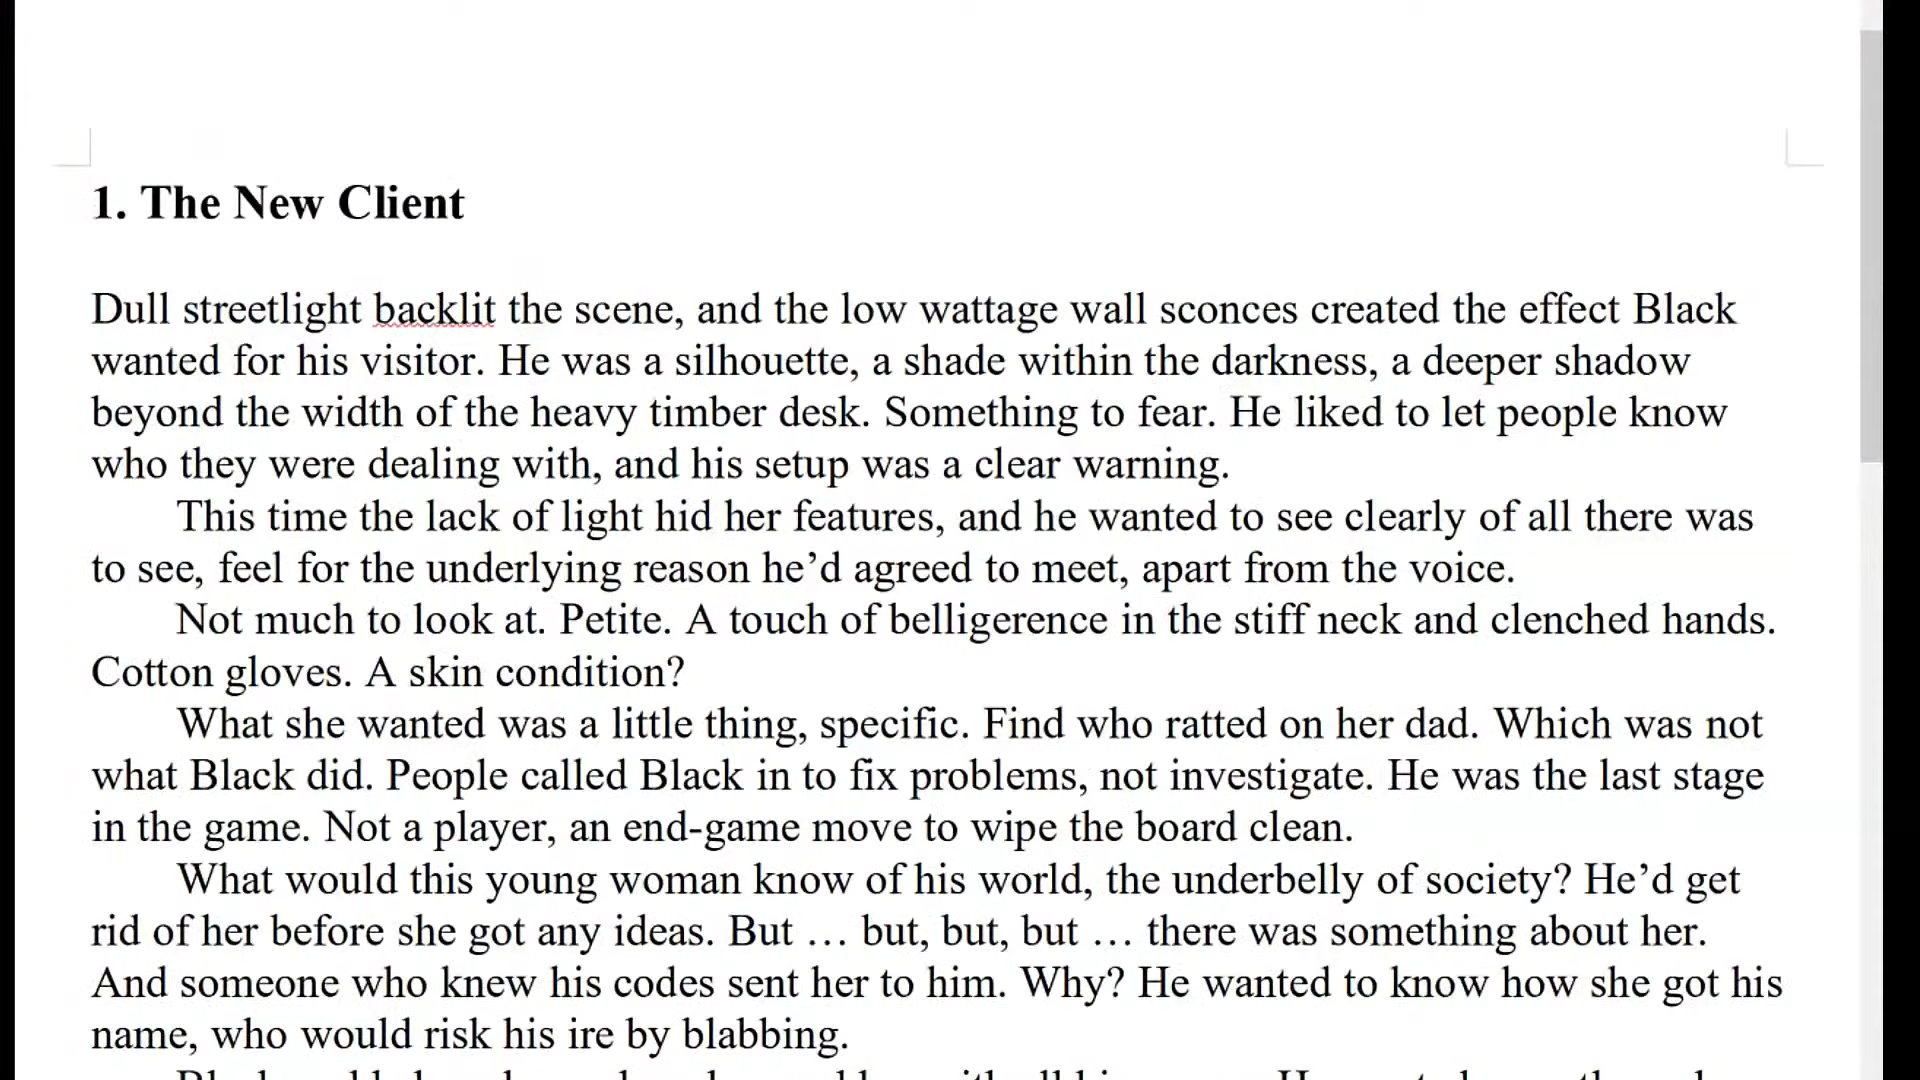 1. The New Client
Dull streetlight backlit the scene, and the low wattage wall sconces created the effect Black
wanted for his visitor. He was a silhouette, a shade within the darkness, a deeper shadow
beyond the width of the heavy timber desk. Something to fear. He liked to let people know
who they were dealing with, and his setup was a clear warning.
This time the lack of light hid her features, and he wanted to see clearly of all there was
to see, feel for the underlying reason he’d agreed to meet, apart from the voice.
Not much to look at. Petite. A touch of belligerence in the stiff neck and clenched hands.
Cotton gloves. A skin condition?
What she wanted was a little thing, specific. Find who ratted on her dad. Which was not
what Black did. People called Black in to fix problems, not investigate. He was the last stage
in the game. Not a player, an end-game move to wipe the board clean.
What would this young woman know of his world, the underbelly of society? He’d get
rid of her before she got any ideas. But … but, but, but … there was something about her.
And someone who knew his codes sent her to him. Why? He wanted to know how she got his
name, who would risk his ire by blabbing.